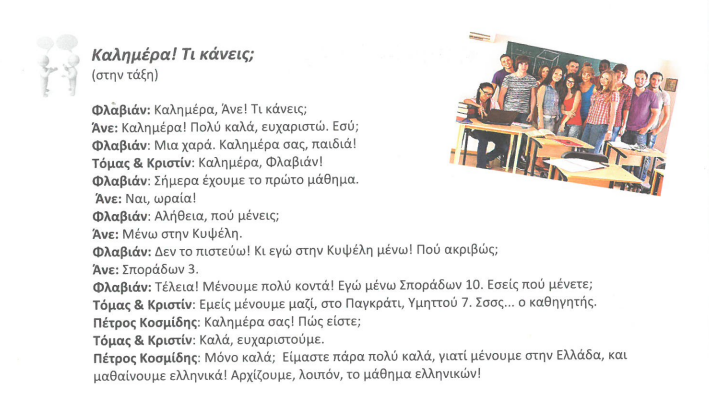 Καλημέρα! Τι κάνεις;
(στην τάξη)
Φλαβιάν: Καλημέρα, Άνε! Τι κάνεις;
Άνε: Καλημέρα! Πολύ καλά, ευχαριστώ. Εσύ;
Φλαβιάν: Μια χαρά. Καλημέρα σας, παιδιά!
Τόμας & Κριστίν: Καλημέρα, Φλαβιάν!
Φλαβιάν: Σήμερα έχουμε το πρώτο μάθημα.
Άνε: Ναι, ωραία!
Φλαβιάν: Αλήθεια, πού μένεις;
Άνε: Μένω στην Κυψέλη.
Φλαβιάν: Δεν το πιστεύω! Κι εγώ στην Κυψέλη μένω! Πού ακριβώς;
Άνε: Σποράδων 3.
Φλαβιάν: Τέλεια! Μένουμε πολύ κοντά! Εγώ μένω Σποράδων 10. Εσείς πού μένετε;
Τόμας & Κριστίν: Εμείς μένουμε μαζί, στο Παγκράτι, Υμηττού 7. Σσσς... ο καθηγητής.
Πέτρος Κοσμίδης: Καλημέρα σας! Πώς είστε;
Τόμας & Κριστίν: Καλά, ευχαριστούμε.
Πέτρος Κοσμίδης: Μόνο καλά; Είμαστε πάρα πολύ καλά, γιατί μένουμε στην Ελλάδα, και
μαθαίνουμε ελληνικά! Αρχίζουμε, λοιπόν, το μάθημα ελληνικών!